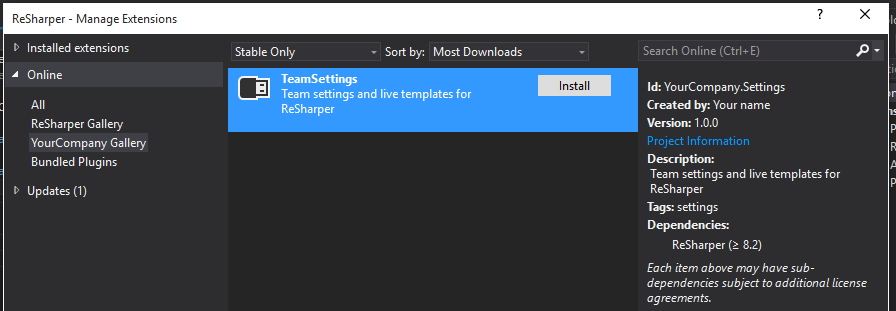 ReSharper - Manage Extensions
?
Installed extensions
Online
All
ReSharper Gallery
YourCompany Gallery
Bundled Plugins
Updates (1)
Stable Only
Sort by: Most Downloads
TeamSettings
Team settings and live templates for
ReSharper
Install
Search Online (Ctrl+E)
Id: YourCompany.Settings
Created by: Your name
Version: 1.0.0
Project Information
Description:
Team settings and live templates for
ReSharper
Tags: settings
Dependencies:
ReSharper (≥ 8.2)
Each item above may have sub-
dependencies subject to additional license
agreements.